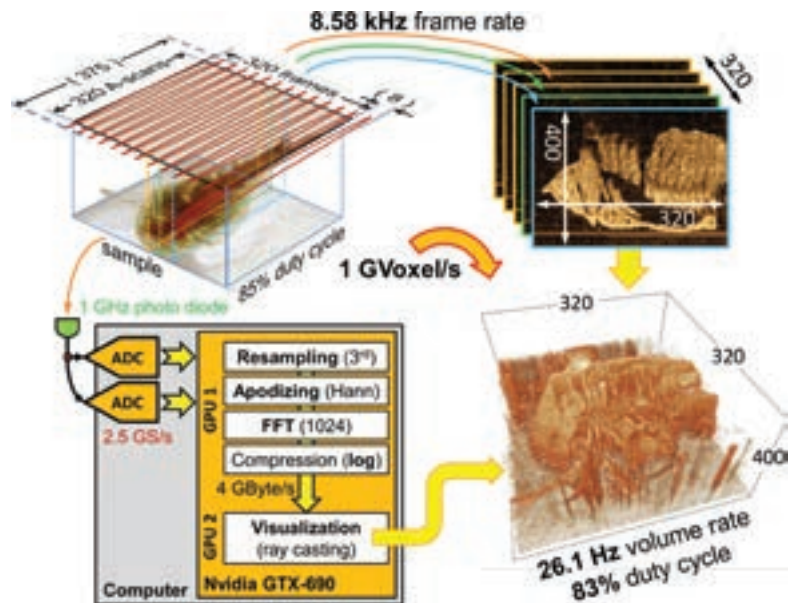 8.58 kHz frame rate
( 375 )
320 A-scans
320 frames
( 8 )
320
400
320
sample
85% duty cycle
1 GVoxel/s
1 GHz photo diode
ADC
ADC
2.5 GS/s
GPU 1
Resampling (3rd)
Apodizing (Hann)
FFT (1024)
Compression (log)
4 GByte/s
GPU 2
Visualization
(ray casting)
Computer
Nvidia GTX-690
320
320
400
26.1 Hz volume rate
83% duty cycle